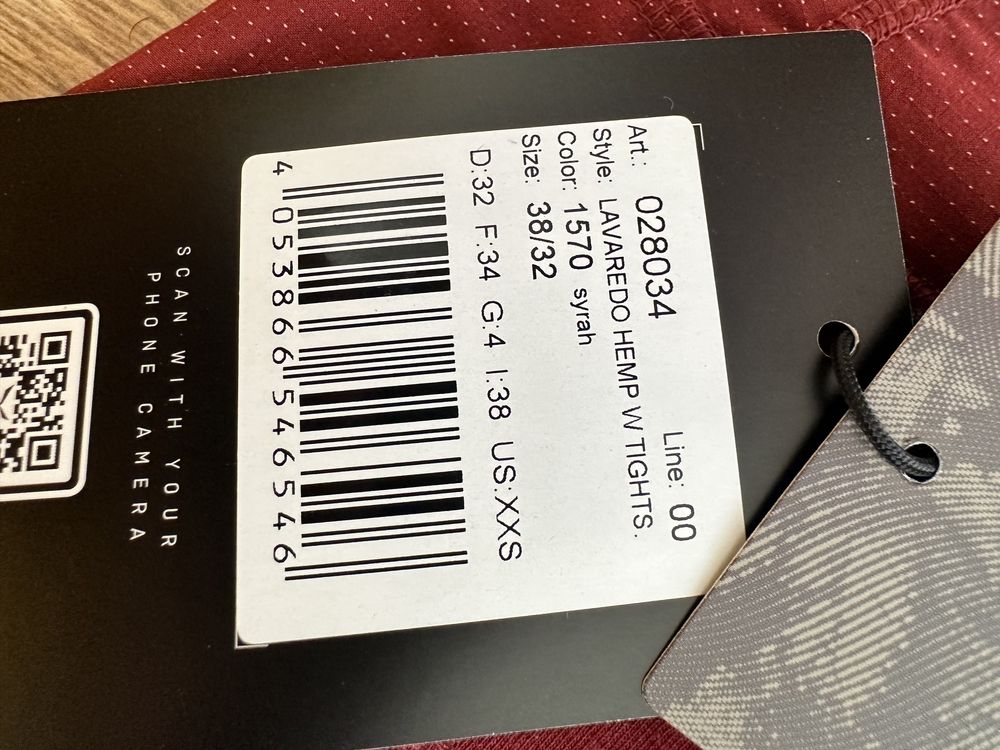 Art.: 028034 Line: 00
Style: LAVAREDO HEMP W TIGHTS.
Color: 1570 syrah
Size: 38/32
D:32 F:34 G:4 I:38 US:XXS
4 053866 546546
SCAN WITH YOUR
PHONE CAMERA